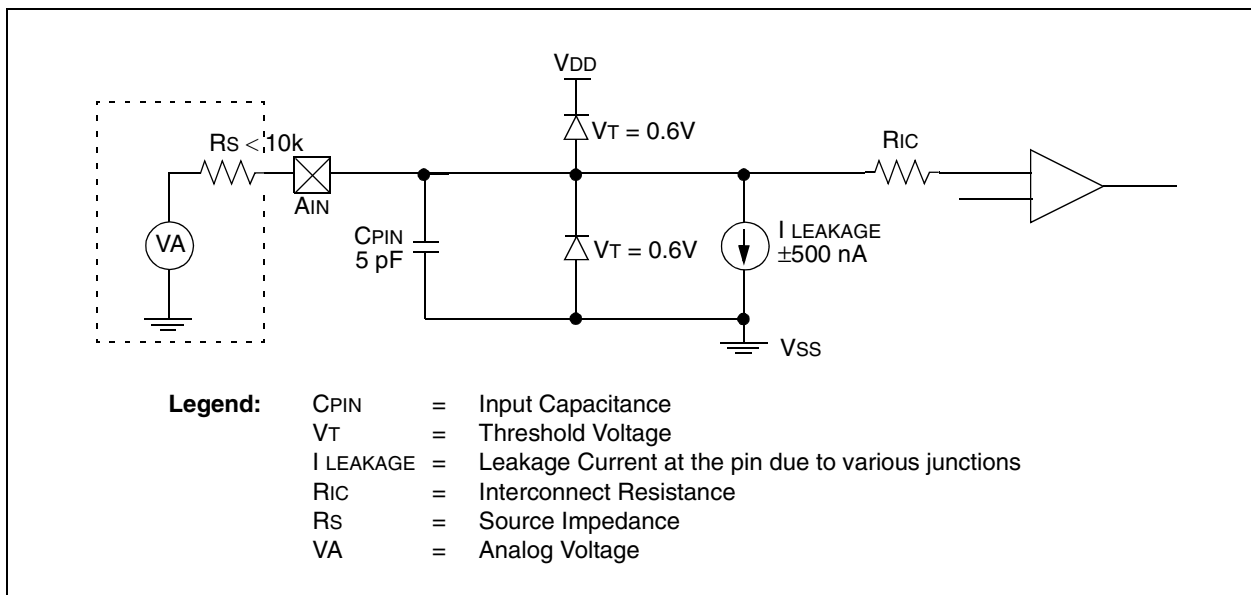 VDD
VT = 0.6V
RS < 10k
RIC
AIN
VA
CPIN
5 pF
VT = 0.6V
I LEAKAGE
±500 nA
VSS
Legend: CPIN = Input Capacitance
VT = Threshold Voltage
I LEAKAGE = Leakage Current at the pin due to various junctions
RIC = Interconnect Resistance
RS = Source Impedance
VA = Analog Voltage